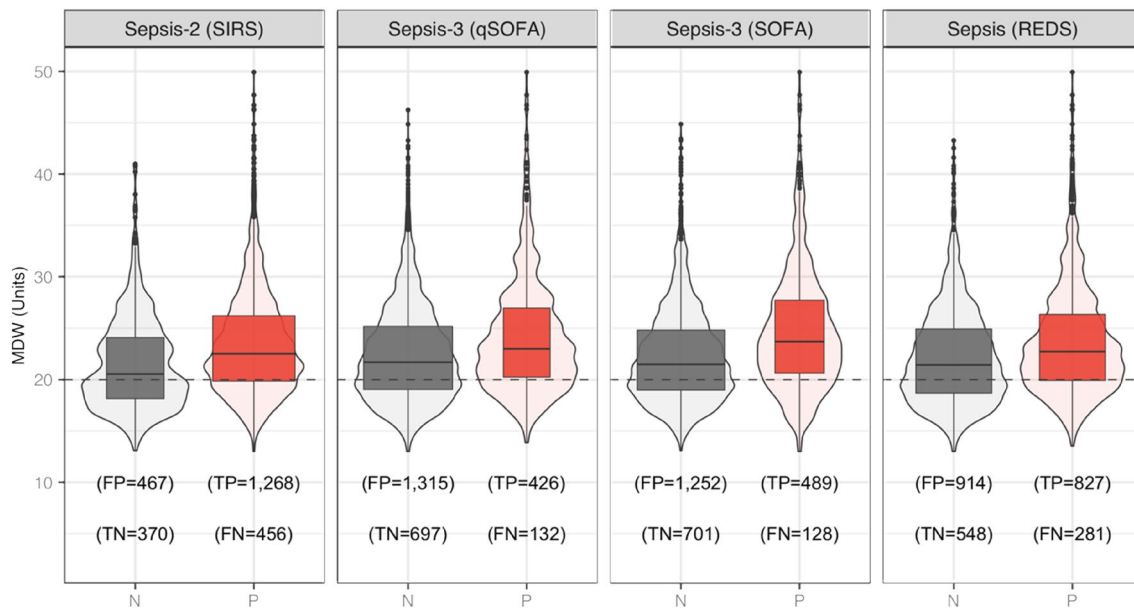 Sepsis-2 (SIRS) Sepsis-3 (qSOFA) Sepsis-3 (SOFA) Sepsis (REDS)
MDW (Units)
50
40
30
20
10
(FP=467) (TP=1,268) (FP=1,315) (TP=426) (FP=1,252) (TP=489) (FP=914) (TP=827)
(TN=370) (FN=456) (TN=697) (FN=132) (TN=701) (FN=128) (TN=548) (FN=281)
N P N P N P N P